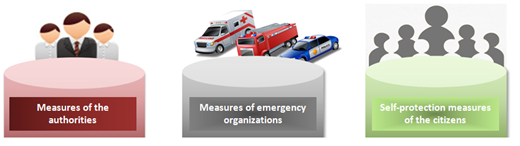 Measures of the
authorities
Measures of emergency
organizations
Self-protection measures
of the citizens